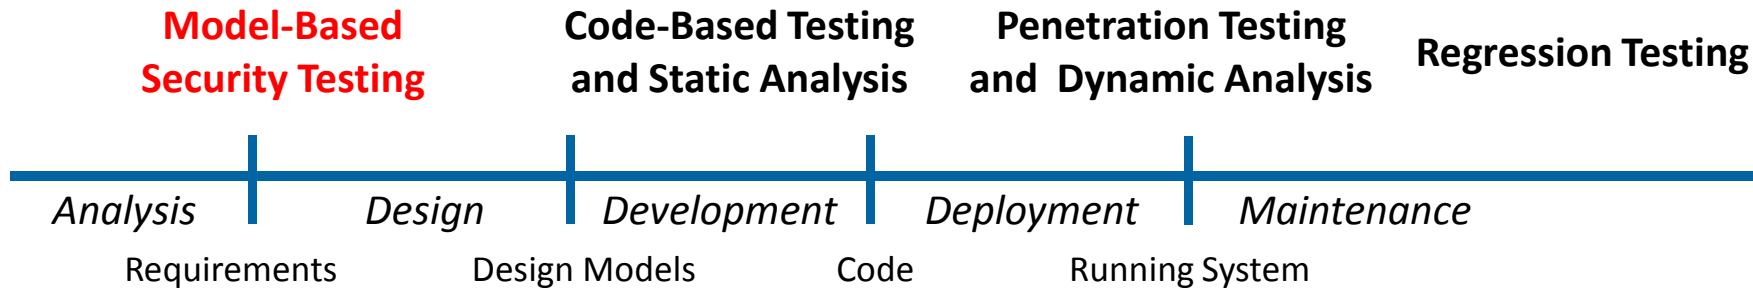 Model-Based
Security Testing
Code-Based Testing
and Static Analysis
Penetration Testing
and Dynamic Analysis
Regression Testing
Analysis
Design
Development
Deployment
Maintenance
Requirements
Design Models
Code
Running System